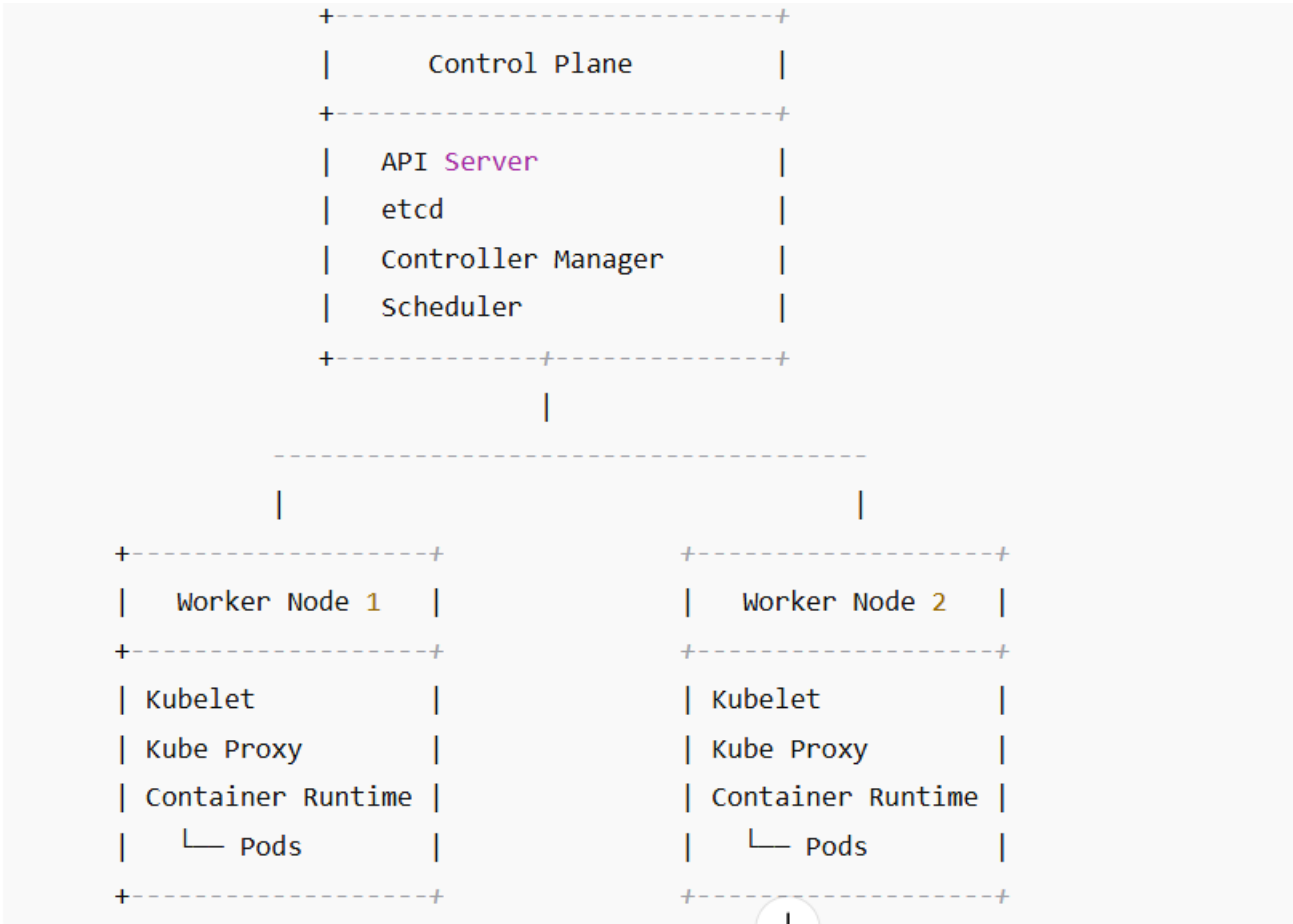 Control Plane
API Server
etcd
Controller Manager
Scheduler
Worker Node 1 Worker Node 2
Kubelet Kubelet
Kube Proxy Kube Proxy
Container Runtime Container Runtime
└── Pods └── Pods